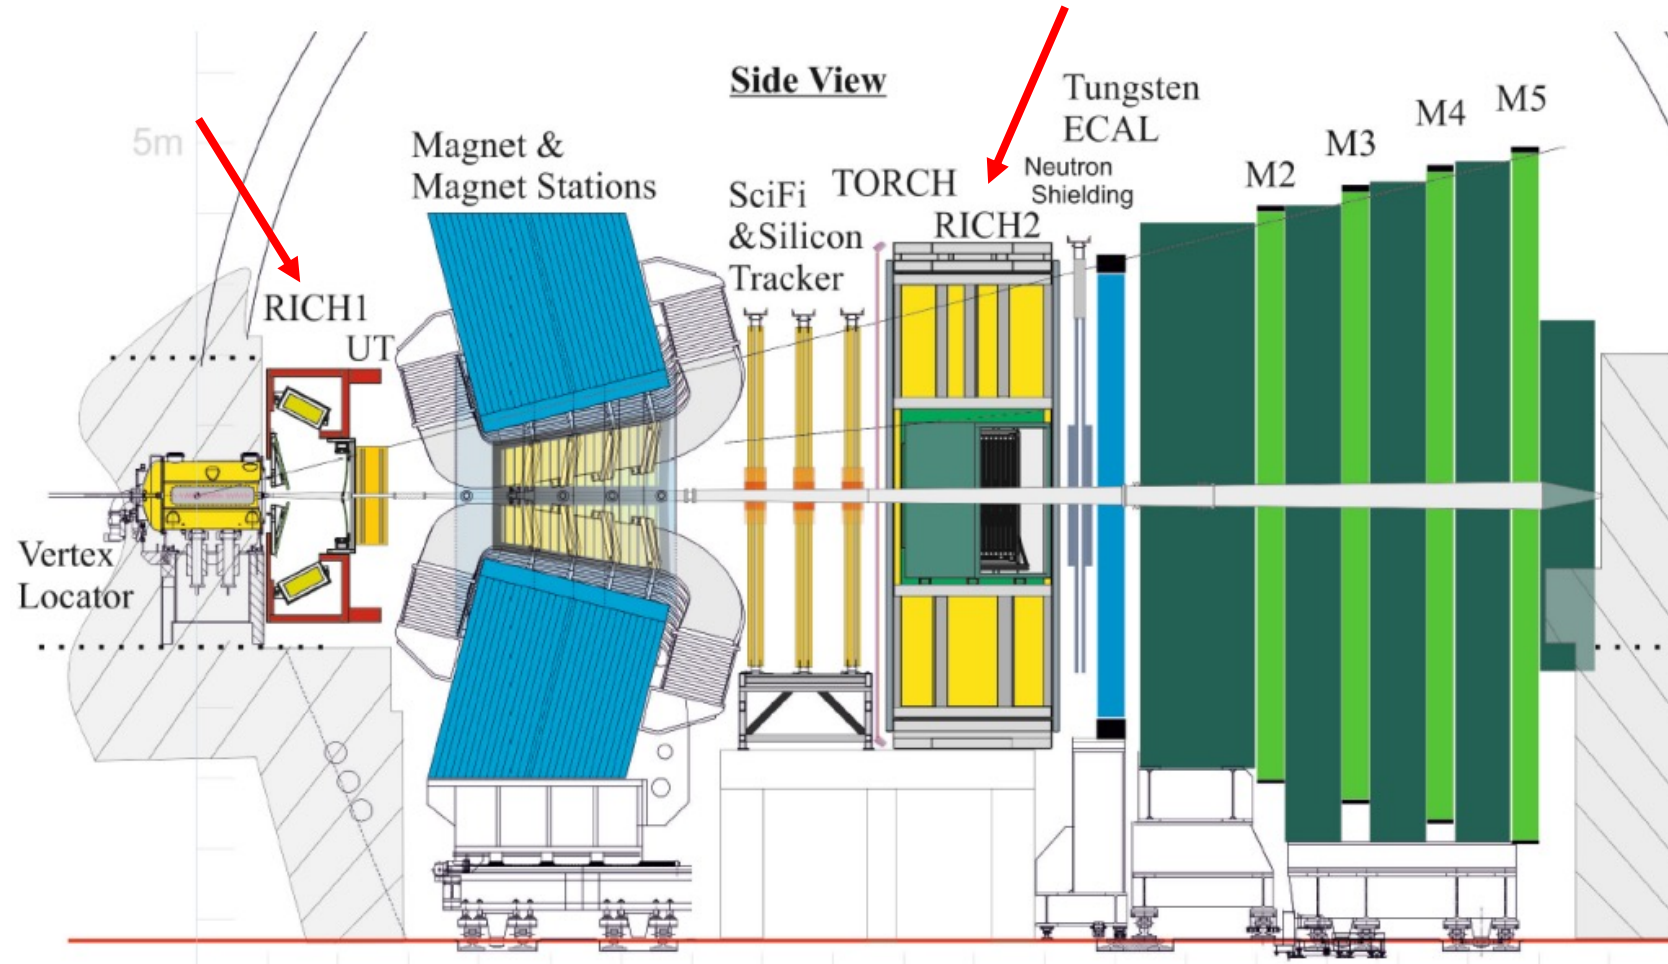 Side View
5m
Magnet &
Magnet Stations
SciFi
&Silicon
Tracker
TORCH
RICH2
Neutron
Shielding
Tungsten
ECAL
M2
M3
M4
M5
RICH1
UT
Vertex
Locator